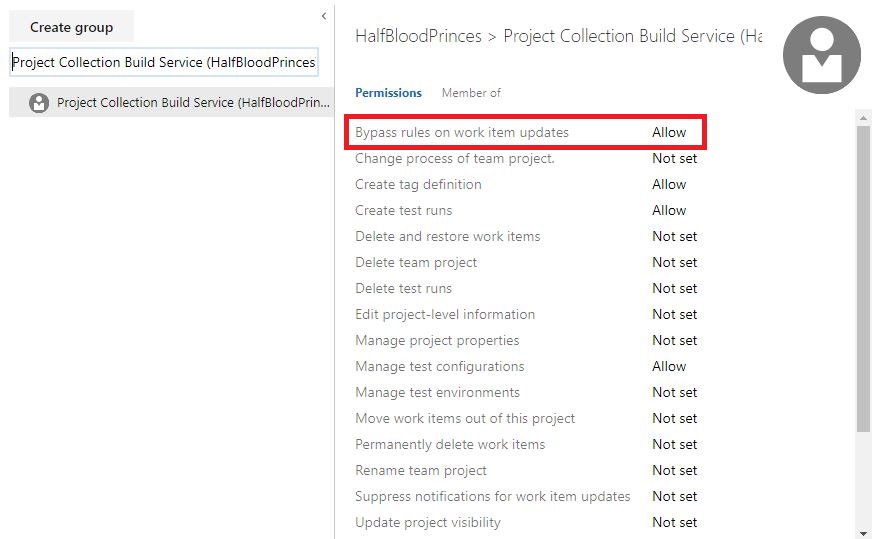 Create group
Project Collection Build Service (HalfBloodPrinces
Project Collection Build Service (HalfBloodPrin...
HalfBloodPrinces > Project Collection Build Service (Ha
Permissions Member of
Bypass rules on work item updates Allow
Change process of team project. Not set
Create tag definition Allow
Create test runs Allow
Delete and restore work items Not set
Delete team project Not set
Delete test runs Not set
Edit project-level information Not set
Manage project properties Not set
Manage test configurations Allow
Manage test environments Not set
Move work items out of this project Not set
Permanently delete work items Not set
Rename team project Not set
Suppress notifications for work item updates Not set
Update project visibility Not set